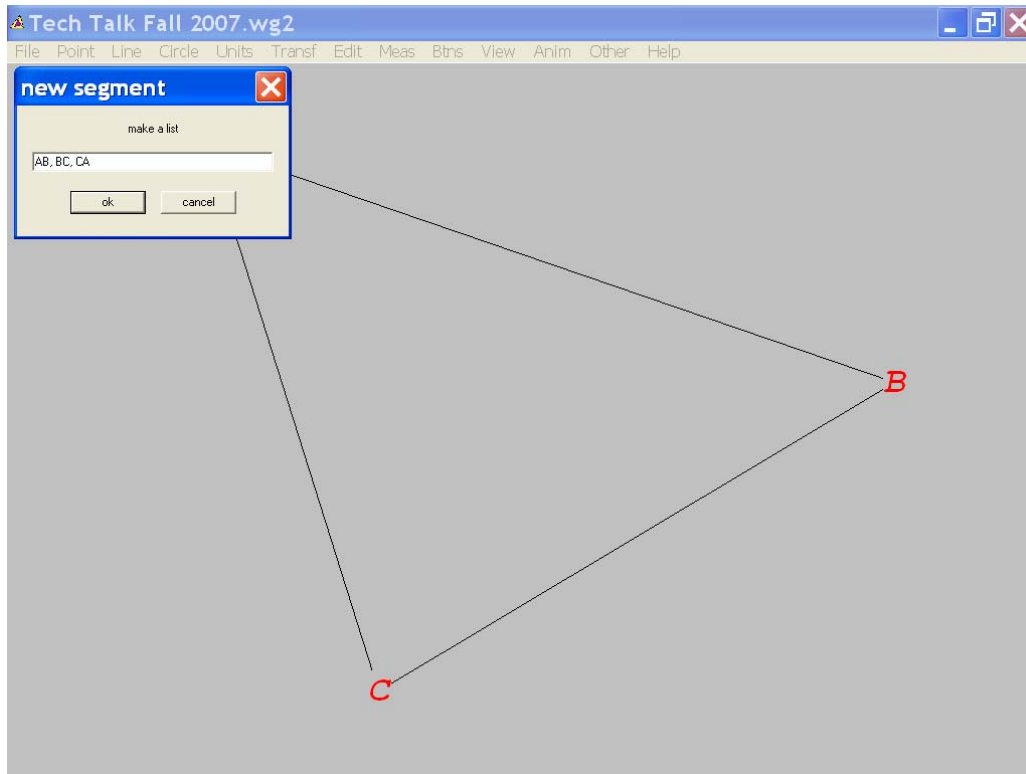 Tech Talk Fall 2007.wg2
File Point Line Circle Units Transf Edit Meas Btns View Anim Other Help
new segment
make a list
AB, BC, CA
ok cancel
B
C